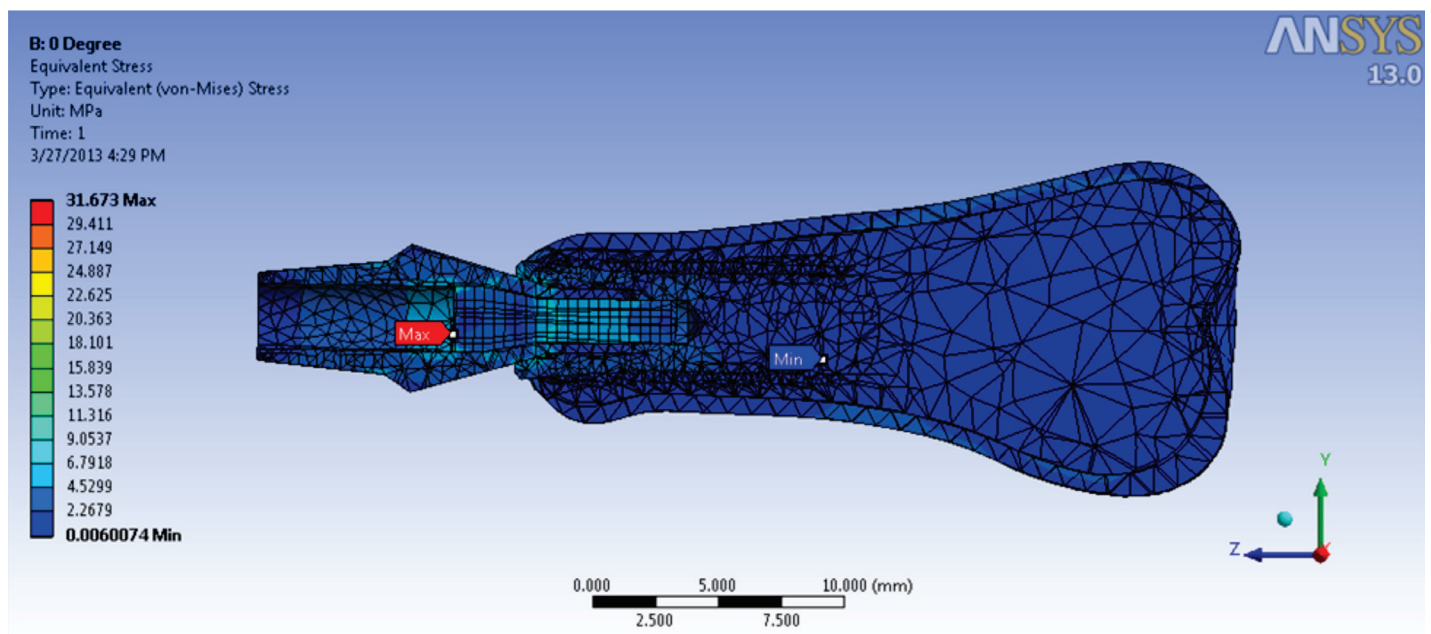 B: 0 Degree
Equivalent Stress
Type: Equivalent (von-Mises) Stress
Unit: MPa
Time: 1
3/27/2013 4:29 PM
ANSYS
13.0
31.673 Max
29.411
27.149
24.887
22.625
20.363
18.101
15.839
13.578
11.316
9.0537
6.7918
4.5299
2.2679
0.0060074 Min
Max
Min
Y
Z
0.000 5.000 10.000 (mm)
2.500 7.500